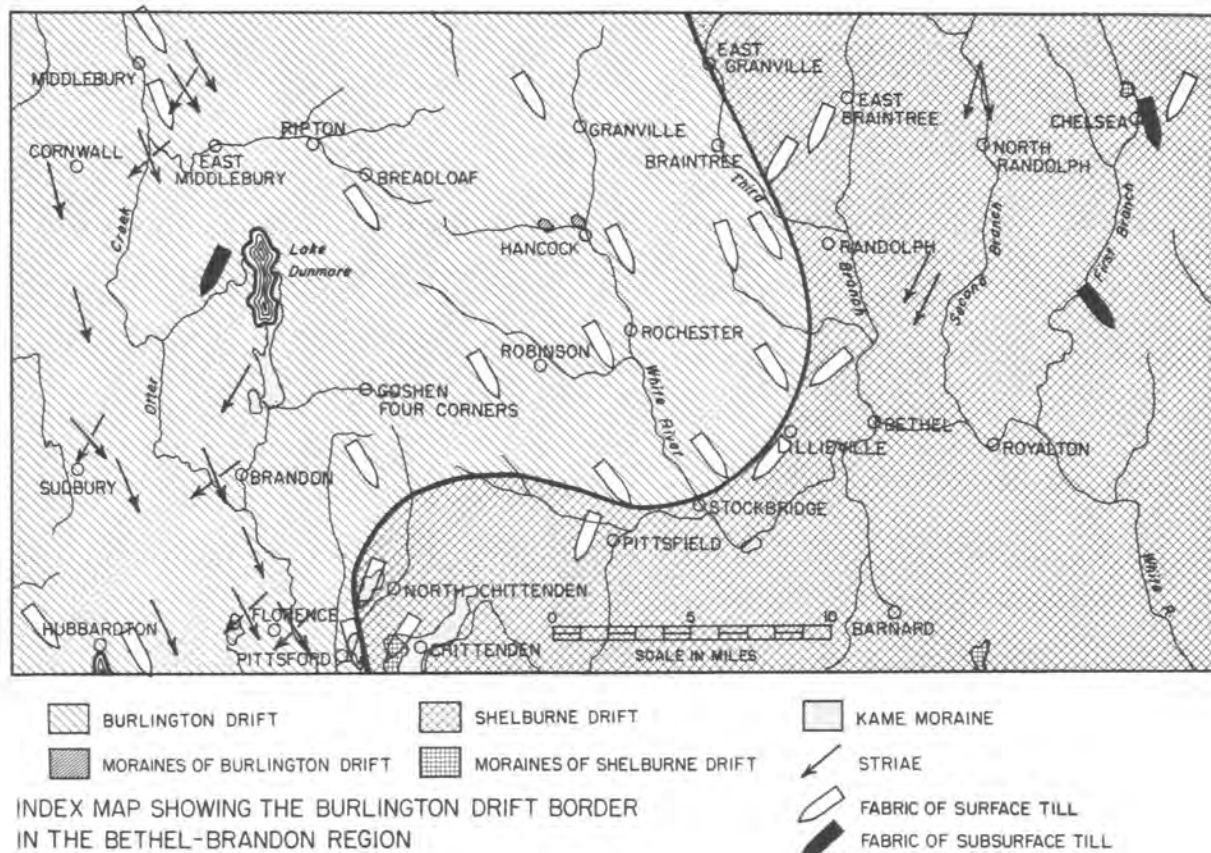 EAST
GRANVILLE
MIDDLEBURY
EAST
BRAINTREE
CHELSEA
GRANVILLE
RIPTON
CORNWALL
EAST
MIDDLEBURY
BRAINTREE
NORTH
RANDOLPH
BREADLOAF
Third
Branch
Creek
Lake
Dunmore
HANCOCK
RANDOLPH
Second
Branch
First
Branch
ROCHESTER
ROBINSON
Otter
GOSHEN
FOUR CORNERS
White
River
LILLIEVILLE
BETHEL
ROYALTON
SUDBURY
BRANDON
STOCKBRIDGE
PITTSFIELD
White R.
NORTH CHITTENDEN
FLORENCE
HUBBARDTON
PITTSFORD
CHITTENDEN
BARNARD
0 5 10
SCALE IN MILES
BURLINGTON DRIFT
SHELBURNE DRIFT
KAME MORAINE
MORAINES OF BURLINGTON DRIFT
MORAINES OF SHELBURNE DRIFT
STRIAE
FABRIC OF SURFACE TILL
FABRIC OF SUBSURFACE TILL
INDEX MAP SHOWING THE BURLINGTON DRIFT BORDER
IN THE BETHEL-BRANDON REGION